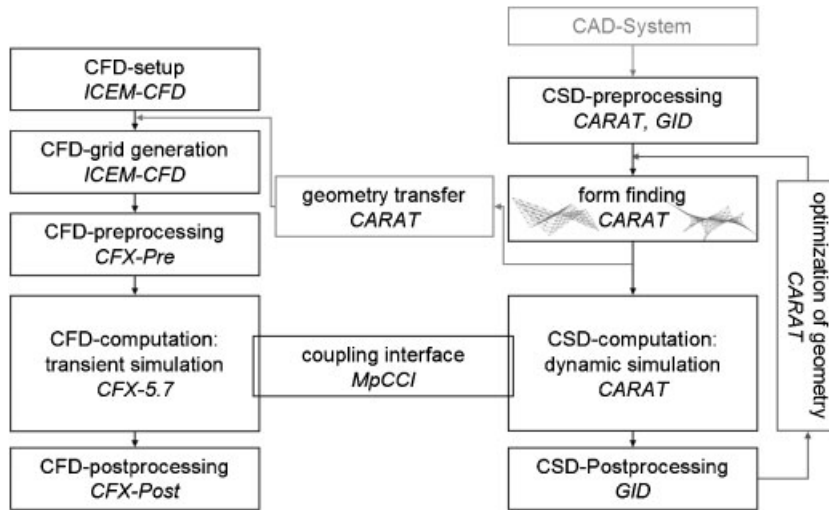 CAD-System
CFD-setup
ICEM-CFD
CSD-preprocessing
CARAT, GID
CFD-grid generation
ICEM-CFD
geometry transfer
CARAT
form finding
CARAT
optimization of geometry
CARAT
CFD-preprocessing
CFX-Pre
CFD-computation:
transient simulation
CFX-5.7
coupling interface
MpCCI
CSD-computation:
dynamic simulation
CARAT
CFD-postprocessing
CFX-Post
CSD-Postprocessing
GID